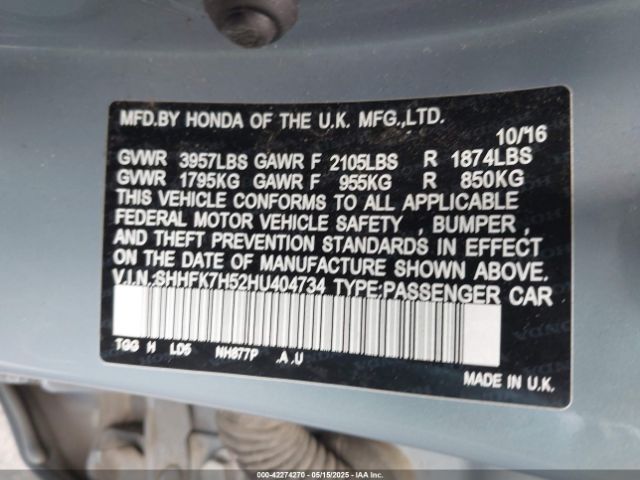 MFD.BY HONDA OF THE U.K. MFG.,LTD.
10/'16
GVWR 3957LBS GAWR F 2105LBS R 1874LBS
GVWR 1795KG GAWR F 955KG R 850KG
THIS VEHICLE CONFORMS TO ALL APPLICABLE
FEDERAL MOTOR VEHICLE SAFETY , BUMPER ,
AND THEFT PREVENTION STANDARDS IN EFFECT
ON THE DATE OF MANUFACTURE SHOWN ABOVE.
V.I.N.:SHHFK7H52HU404734 TYPE:PASSENGER CAR
TGG H LD5 NH877P .A .U
MADE IN U.K.
000-42274270 - 05/15/2025 - IAAI, Inc.